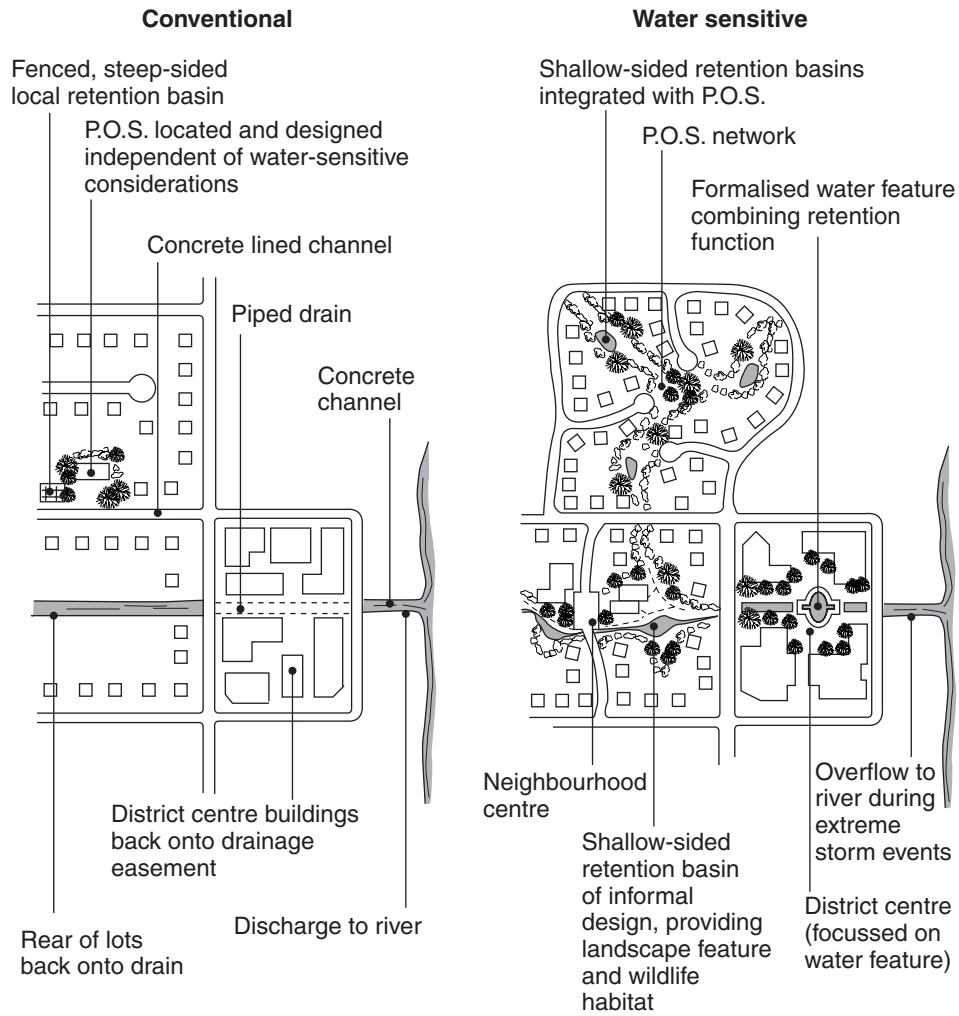 Conventional
Fenced, steep-sided
local retention basin
P.O.S. located and designed
independent of water-sensitive
considerations
Concrete lined channel
Piped drain
Concrete
channel
District centre buildings
back onto drainage
easement
Discharge to river
Rear of lots
back onto drain
Water sensitive
Shallow-sided retention basins
integrated with P.O.S.
P.O.S. network
Formalised water feature
combining retention
function
Neighbourhood
centre
Shallow-sided
retention basin
of informal
design, providing
landscape feature
and wildlife
habitat
Overflow to
river during
extreme
storm events
District centre
(focussed on
water feature)